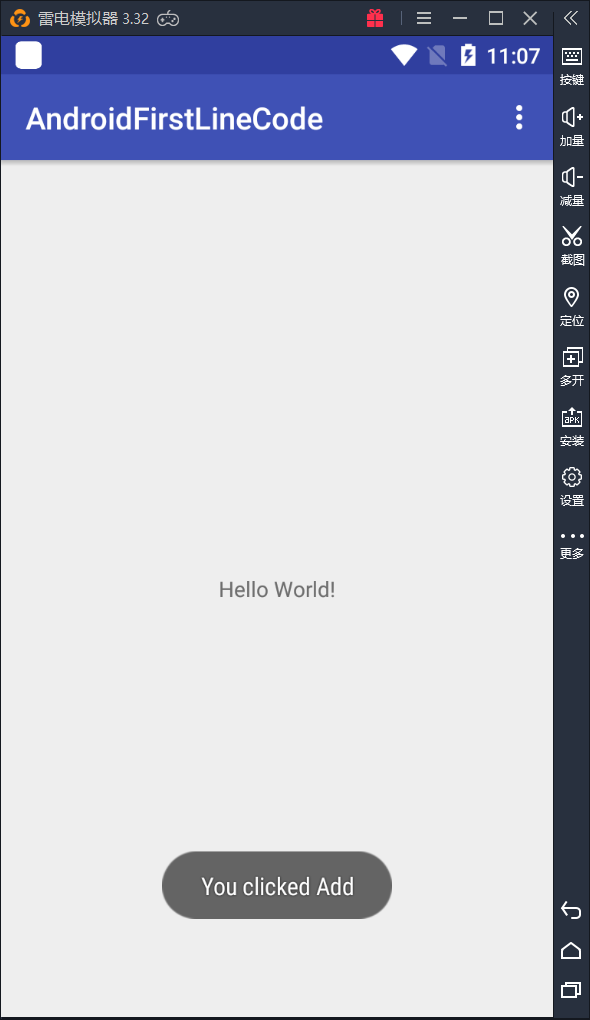 雷电模拟器 3.32
11:07
AndroidFirstLineCode
Hello World!
You clicked Add
按键
加量
减量
截图
定位
多开
APK
安装
设置
更多